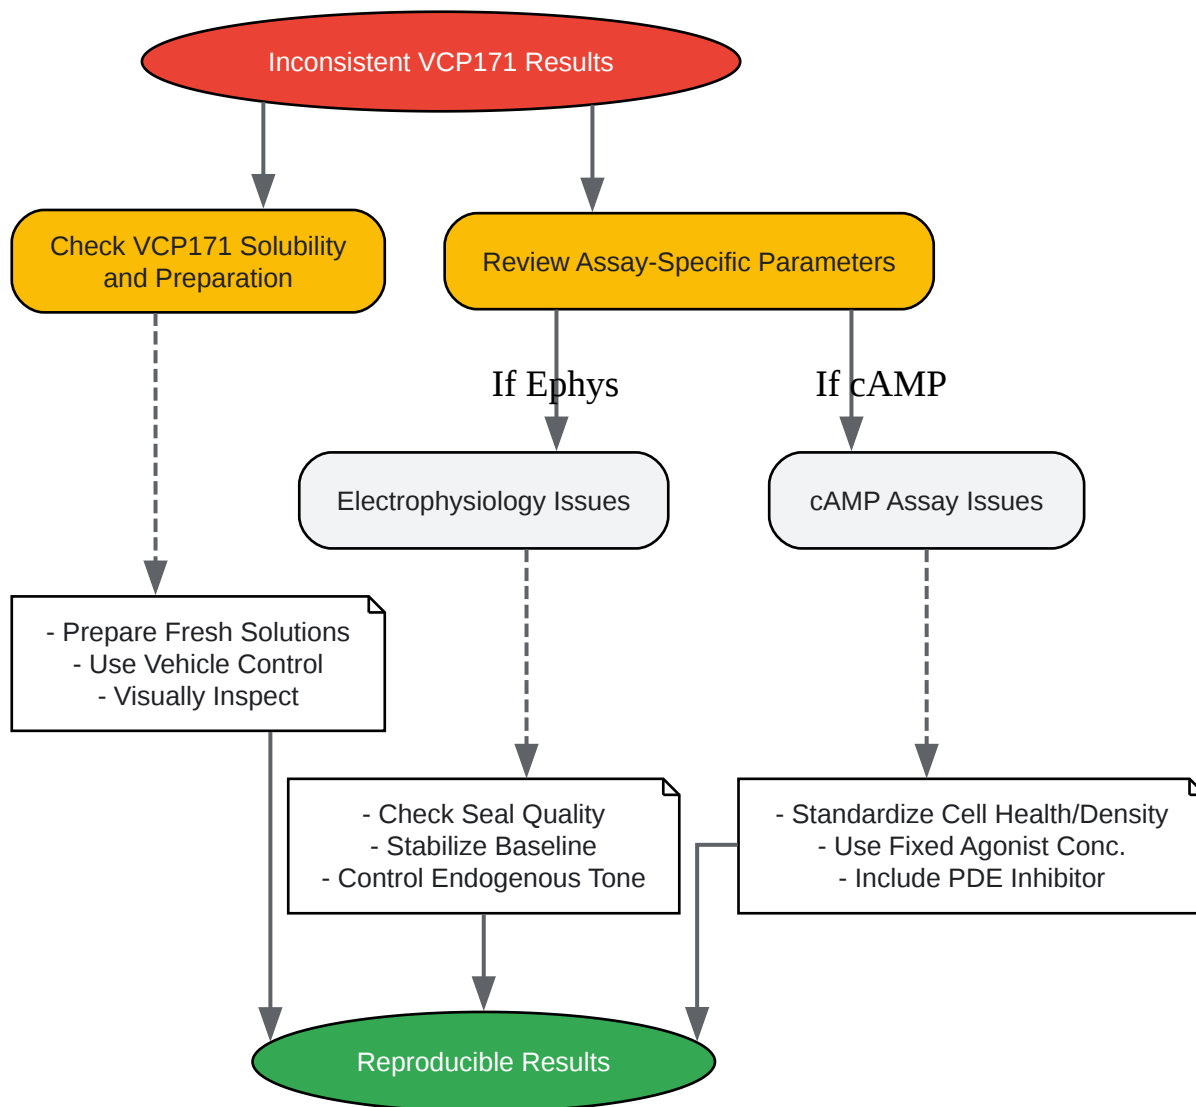 Inconsistent VCP171 Results
Check VCP171 Solubility
and Preparation
Review Assay-Specific Parameters
If Ephys
If cAMP
Electrophysiology Issues
cAMP Assay Issues
- Prepare Fresh Solutions
- Use Vehicle Control
- Visually Inspect
- Check Seal Quality
- Stabilize Baseline
- Control Endogenous Tone
- Standardize Cell Health/Density
- Use Fixed Agonist Conc.
- Include PDE Inhibitor
Reproducible Results